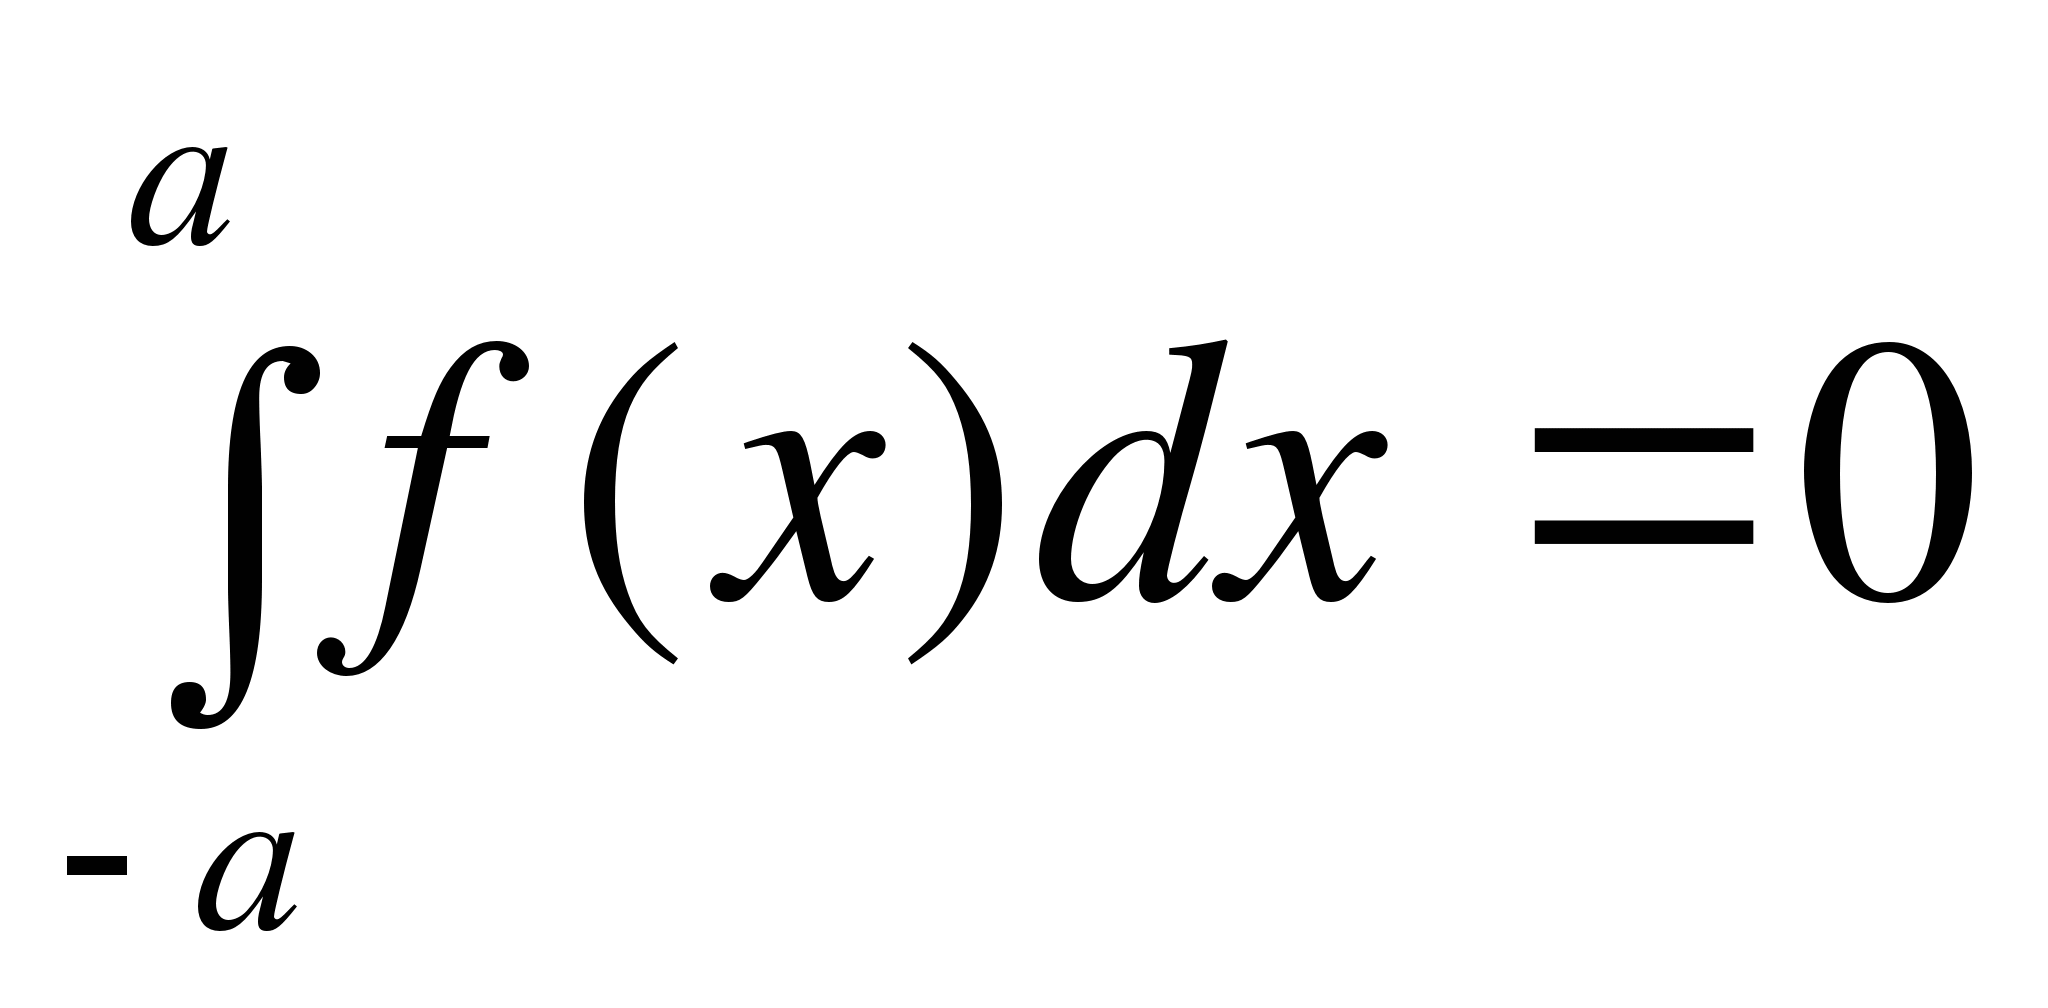 a
∫f(x)dx=0
- a